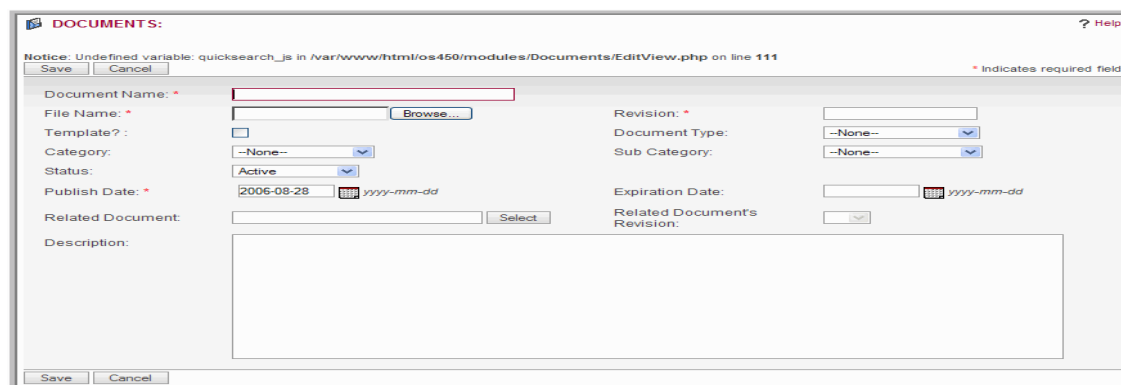 DOCUMENTS:
? Help
Notice: Undefined variable: quicksearch_js in /var/www/html/os450/modules/Documents/EditView.php on line 111
Save Cancel * Indicates required field
Document Name: *
File Name: * Browse... Revision: *
Template? : Document Type: --None--
Category: --None-- Sub Category: --None--
Status: Active
Publish Date: * 2006-08-28 yyyy-mm-dd Expiration Date: yyyy-mm-dd
Related Document: Select Related Document's
Revision:
Description:
Save Cancel